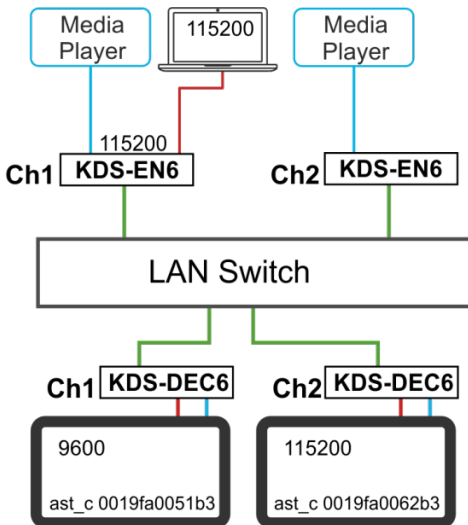 Media
Player
115200
Media
Player
115200
Ch1 KDS-EN6
Ch2 KDS-EN6
LAN Switch
Ch1 KDS-DEC6
Ch2 KDS-DEC6
9600
115200
ast_c 0019fa0051b3
ast_c 0019fa0062b3